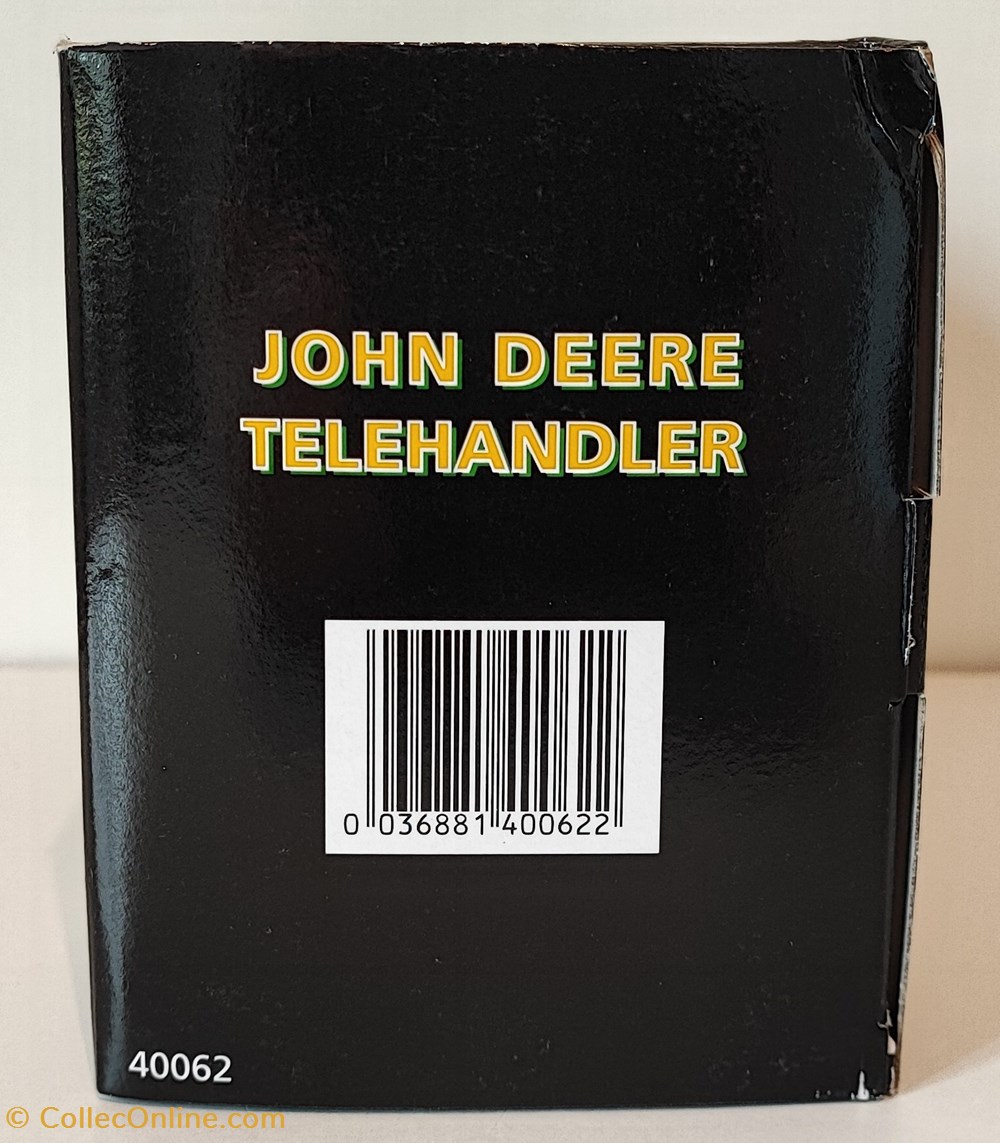 JOHN DEERE
TELEHANDLER
0 036881 400622
40062
© CollecOnline.com